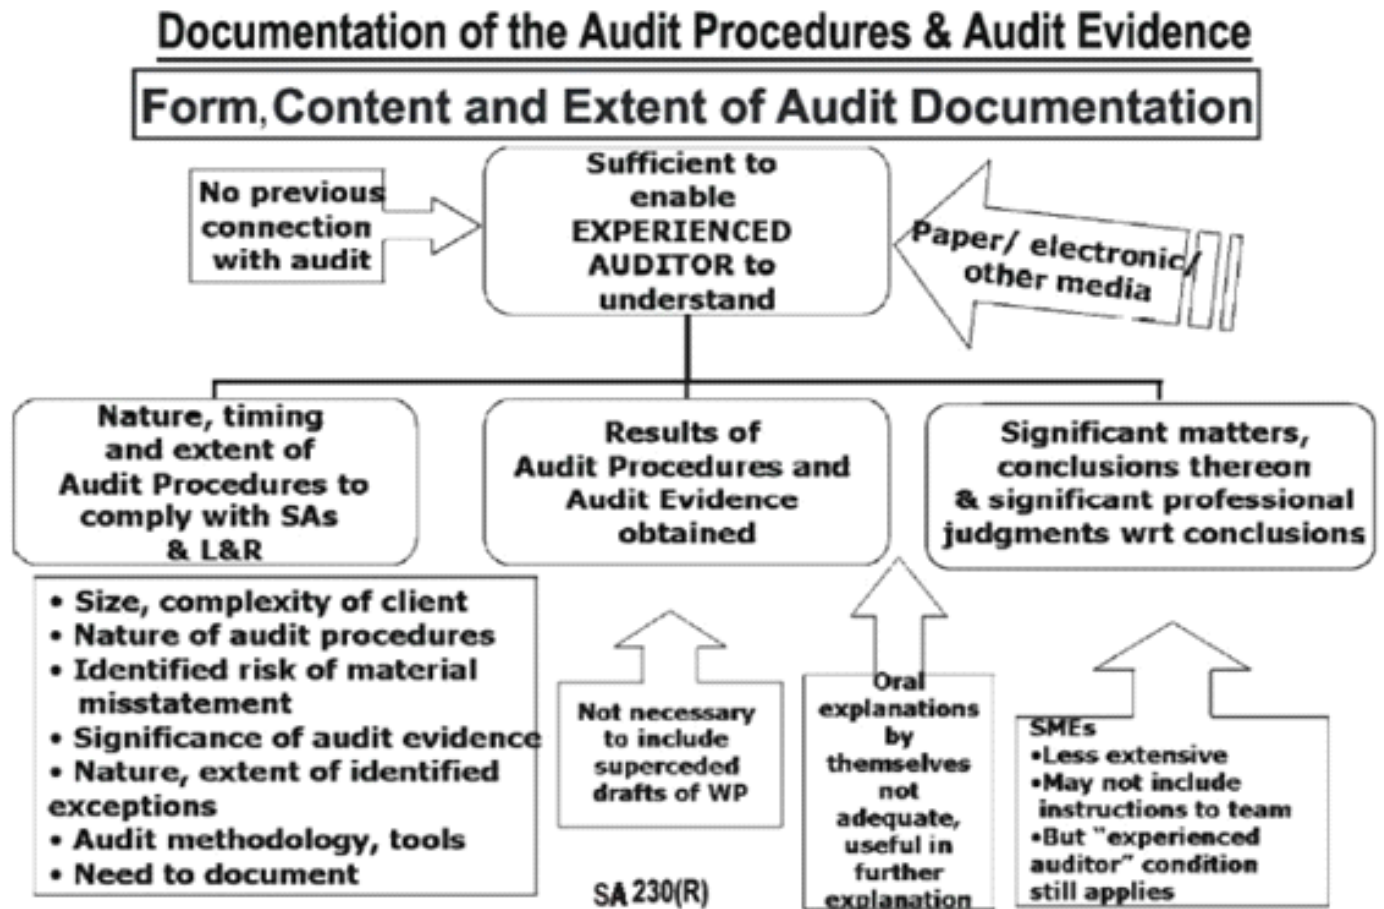 Documentation of the Audit Procedures & Audit Evidence
Form, Content and Extent of Audit Documentation
No previous
connection
with audit
Sufficient to
enable
EXPERIENCED
AUDITOR to
understand
Paper/ electronic/
other media
Nature, timing
and extent of
Audit Procedures to
comply with SAs
& L&R
Results of
Audit Procedures and
Audit Evidence
obtained
Significant matters,
conclusions thereon
& significant professional
judgments wrt conclusions
• Size, complexity of client
• Nature of audit procedures
• Identified risk of material
misstatement
• Significance of audit evidence
• Nature, extent of identified
exceptions
• Audit methodology, tools
• Need to document
Not necessary
to include
superceded
drafts of WP
Oral
explanations
by
themselves
not
adequate,
useful in
further
explanation
SMEs
•Less extensive
•May not include
instructions to team
•But “experienced
auditor” condition
still applies
SA 230(R)